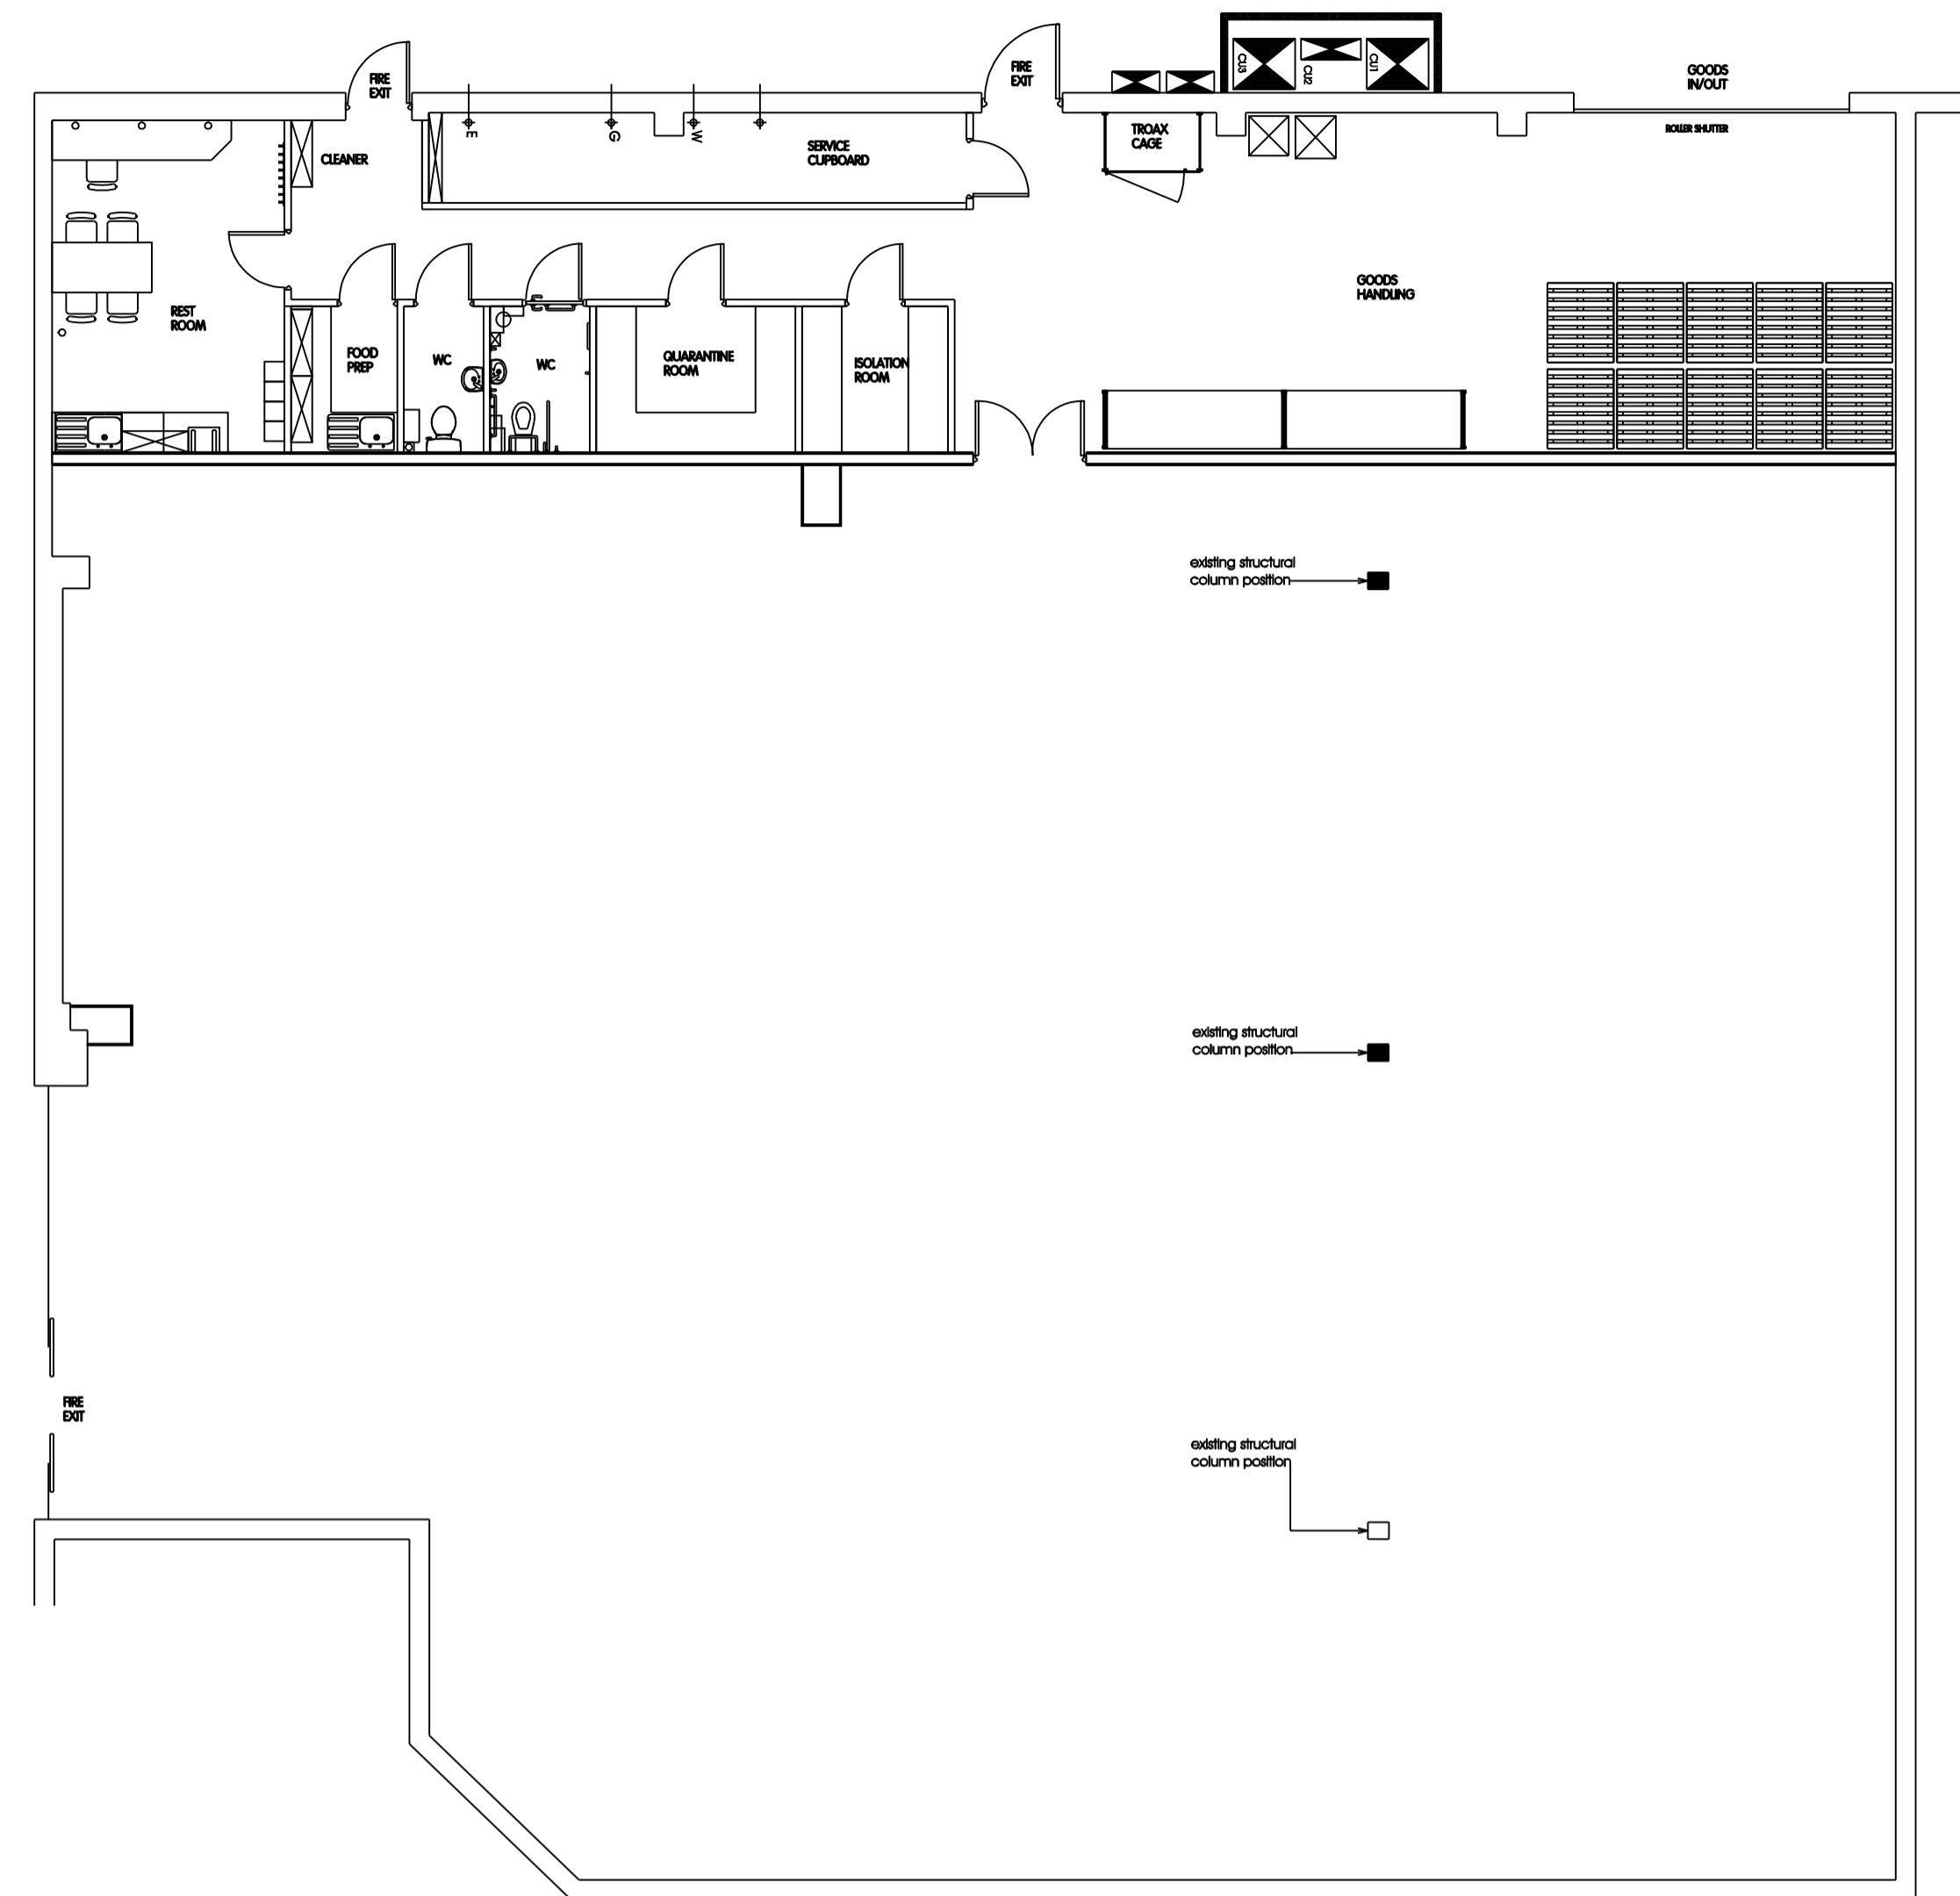 FIRE
EXIT
FIRE
EXIT
CU3
CU2
CU1
GOODS
IN/OUT
ROLLER SHUTTER
CLEANER
E
G
W
SERVICE
CUPBOARD
TROAX
CAGE
GOODS
HANDLING
REST
ROOM
FOOD
PREP
WC
WC
QUARANTINE
ROOM
ISOLATION
ROOM
existing structural
column position
existing structural
column position
FIRE
EXIT
existing structural
column position